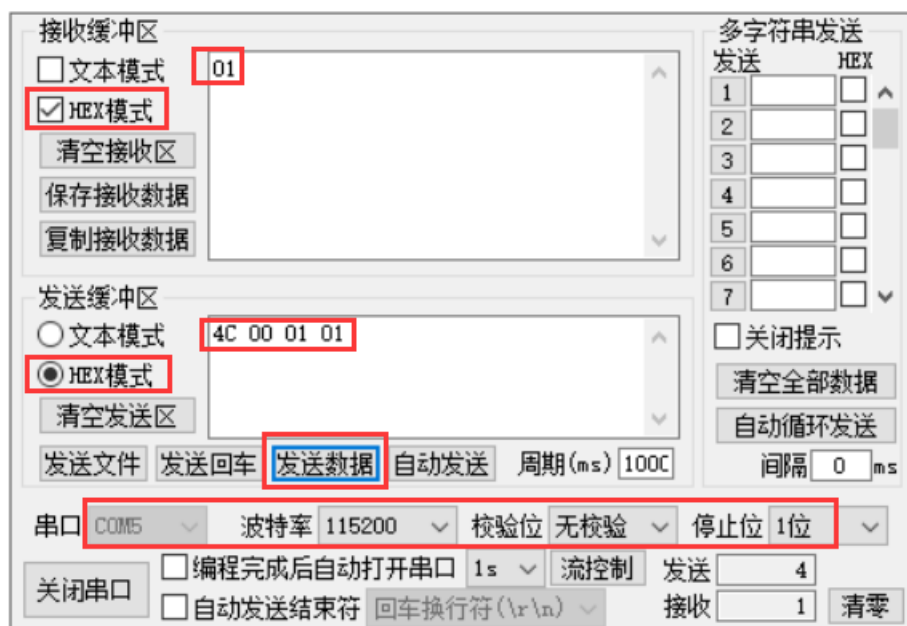 接收缓冲区
文本模式
HEX模式
清空接收区
保存接收数据
复制接收数据
01
多字符串发送
发送 HEX
1
2
3
4
5
6
7
发送缓冲区
文本模式
HEX模式
清空发送区
4C 00 01 01
关闭提示
清空全部数据
自动循环发送
间隔 0 ms
发送文件 发送回车 发送数据 自动发送 周期(ms) 1000
串口 COM5 波特率 115200 校验位 无校验 停止位 1位
关闭串口
编程完成后自动打开串口 1s 流控制 发送 4
自动发送结束符 回车换行符(\r\n) 接收 1 清零